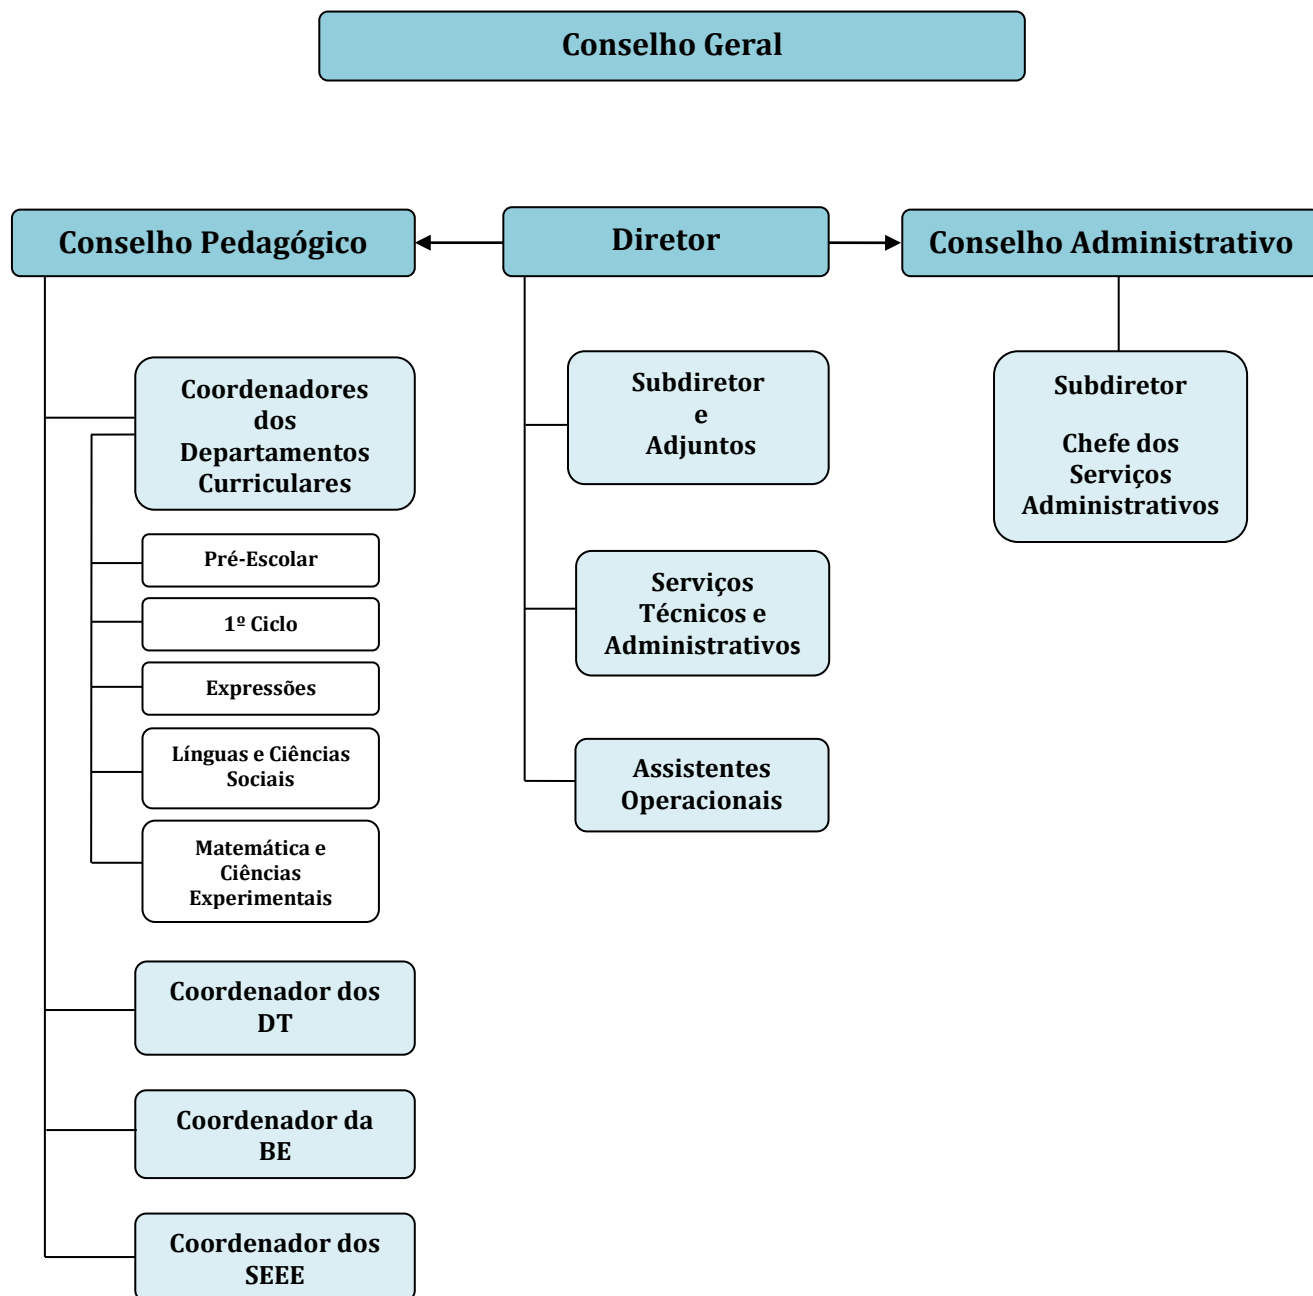 Conselho Geral
Conselho Pedagógico
Diretor
Conselho Administrativo
Coordenadores
dos
Departamentos
Curriculares
Pré-Escolar
1º Ciclo
Expressões
Línguas e Ciências
Sociais
Matemática e
Ciências
Experimentais
Coordenador dos
DT
Coordenador da
BE
Coordenador dos
SEEE
Subdiretor
e
Adjuntos
Serviços
Técnicos e
Administrativos
Assistentes
Operacionais
Subdiretor
Chefe dos
Serviços
Administrativos